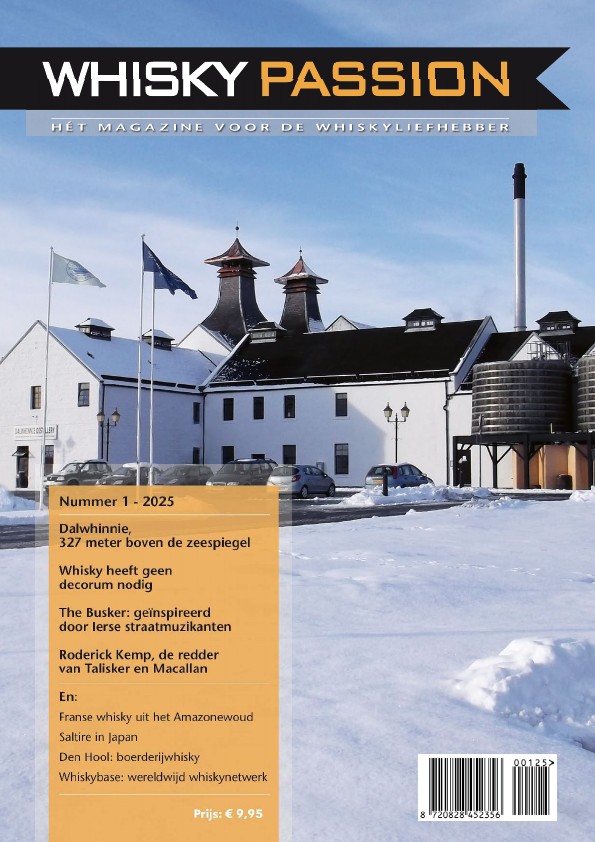 WHISKY PASSION
HÉT MAGAZINE VOOR DE WHISKYLIEFHEBBER
DALWHINNIE DISTILLERY
Nummer 1 - 2025
Dalwhinnie,
327 meter boven de zeespiegel
Whisky heeft geen
decorum nodig
The Busker: geïnspireerd
door Ierse straatmuzikanten
Roderick Kemp, de redder
van Talisker en Macallan
En:
Franse whisky uit het Amazonewoud
Saltire in Japan
Den Hool: boerderijwhisky
Whiskybase: wereldwijd whiskynetwerk
Prijs: € 9,95
00125>
8 720828 452356